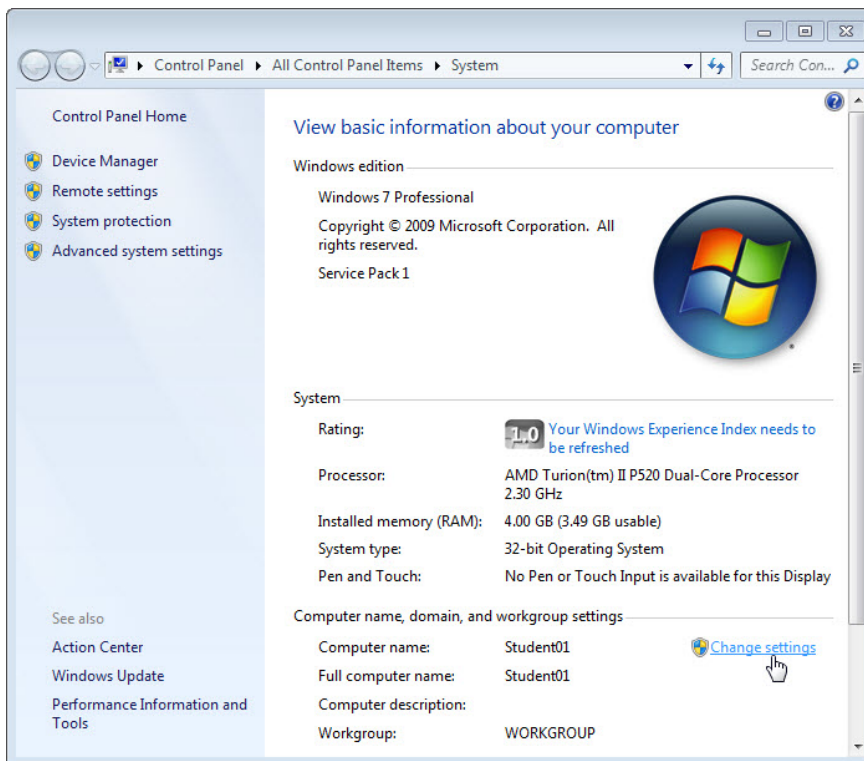 Control Panel ▸ All Control Panel Items ▸ System
Search Con...
Control Panel Home
Device Manager
Remote settings
System protection
Advanced system settings
See also
Action Center
Windows Update
Performance Information and
Tools
View basic information about your computer
Windows edition
Windows 7 Professional
Copyright © 2009 Microsoft Corporation. All
rights reserved.
Service Pack 1
System
Rating:
1.0
Your Windows Experience Index needs to
be refreshed
Processor:
AMD Turion(tm) II P520 Dual-Core Processor
2.30 GHz
Installed memory (RAM): 4.00 GB (3.49 GB usable)
System type: 32-bit Operating System
Pen and Touch: No Pen or Touch Input is available for this Display
Computer name, domain, and workgroup settings
Computer name: Student01 Change settings
Full computer name: Student01
Computer description:
Workgroup: WORKGROUP